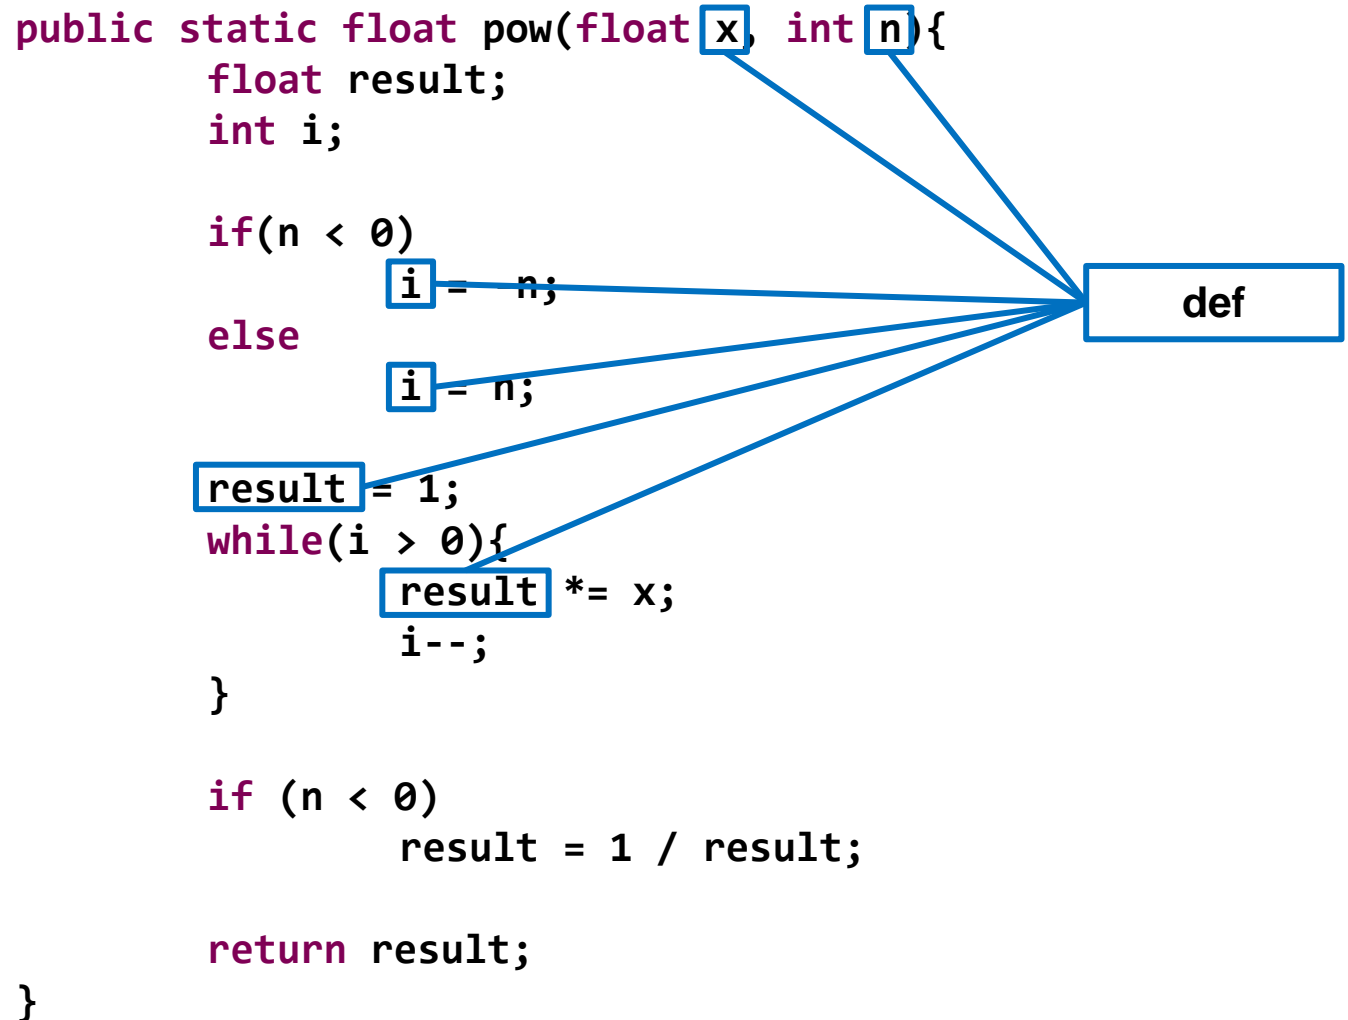 public static float pow(float x, int n){
float result;
int i;
if(n < 0)
i = -n;
else
i = n;
result = 1;
while(i > 0){
result *= x;
i--;
}
if (n < 0)
result = 1 / result;
return result;
}
def